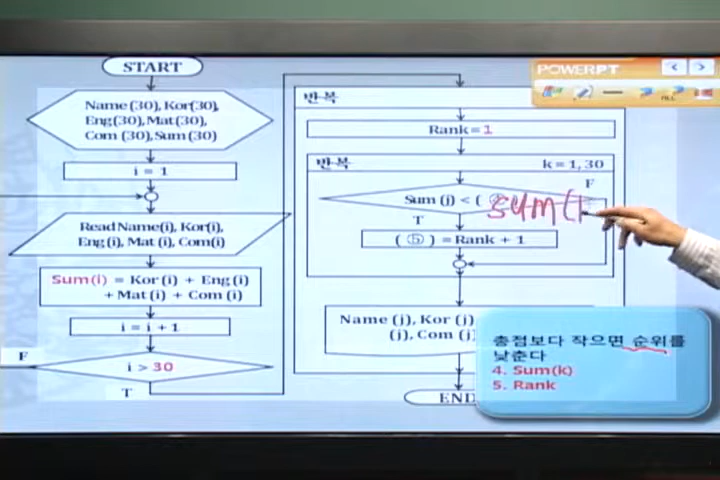 START
Name (30), Kor(30),
Eng(30), Mat (30),
Com (30), Sum (30)
i = 1
Read Name(i), Kor(i),
Eng(i), Mat (i), Com(i)
Sum(i) = Kor (i) + Eng (i)
+ Mat (i) + Com (i)
i = i + 1
i > 30
F
T
반복
Rank= 1
반복
k = 1, 30
Sum (j) < (
sum(
F
T
( ⑤ ) = Rank + 1
Name (j), Kor (j)
(j), Com (j)
END
POWERPT
ALL
총점보다 작으면 순위를
낮춘다
4. Sum(k)
5. Rank